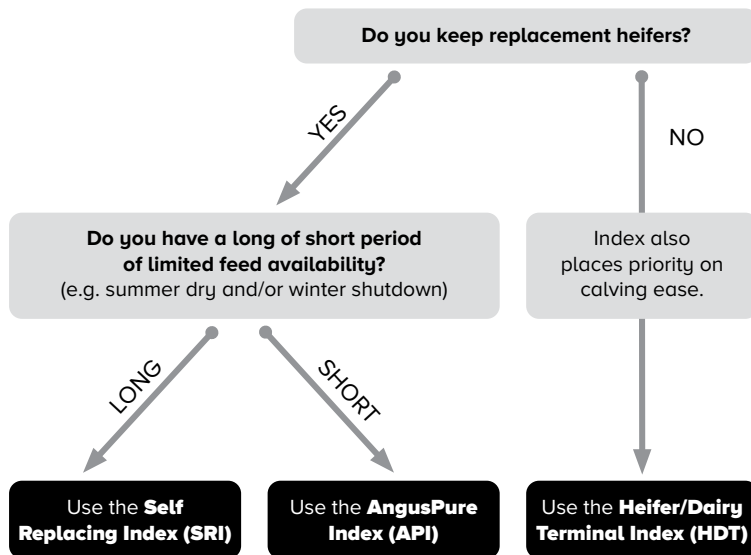 Do you keep replacement heifers?
YES
NO
Do you have a long of short period
of limited feed availability?
(e.g. summer dry and/or winter shutdown)
Index also
places priority on
calving ease.
LONG
SHORT
Use the Self
Replacing Index (SRI)
Use the AngusPure
Index (API)
Use the Heifer/Dairy
Terminal Index (HDT)